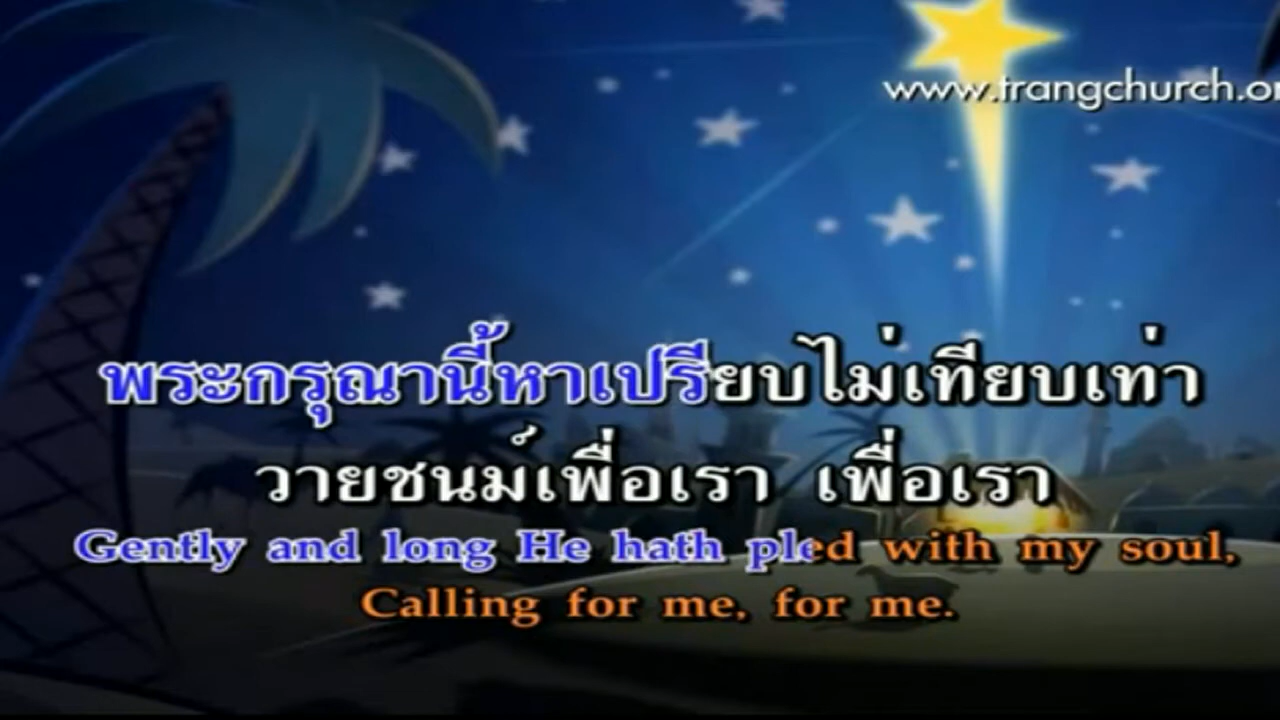 www.trangchurch.or
พระกรุณานี้หาเปรียบไม่เทียบเท่า
วายชนม์เพื่อเรา เพื่อเรา
Gently and long He hath pled with my soul,
Calling for me, for me.